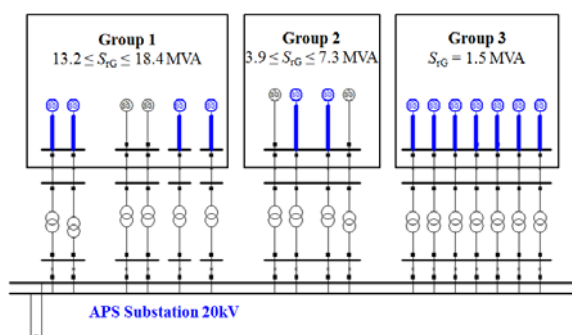 Group 1
13.2 ≤ SrG ≤ 18.4 MVA
Group 2
3.9 ≤ SrG ≤ 7.3 MVA
Group 3
SrG = 1.5 MVA
APS Substation 20kV